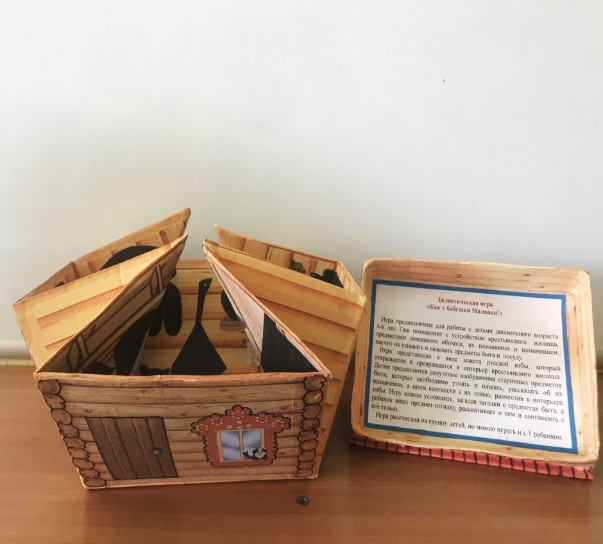 Дидактическая игра
«Как у бабушки Маланьи!»
Игра предназначена для работы с детьми дошкольного возраста
4-6 лет. Она познакомит с устройством крестьянского жилища,
предметами домашнего обихода, их названиями и назначением,
научит их узнавать и называть предметы быта и посуду.
Игра представлена в виде макета русской избы, который
открывается и превращается в интерьер крестьянского жилища.
Детям предлагаются силуэтные изображения старинных предметов
быта, которые необходимо узнать и назвать, рассказать об их
назначении, а затем соотнести с их тенью, разместив в интерьере
избы. Игру можно усложнить, загадав загадки о предметах быта, а
ребенок ищет предмет-отгадку, рассказывает о нем и соотносит с
его тенью.
Игра рассчитана на группу детей, но можно играть и с 1 ребенком.